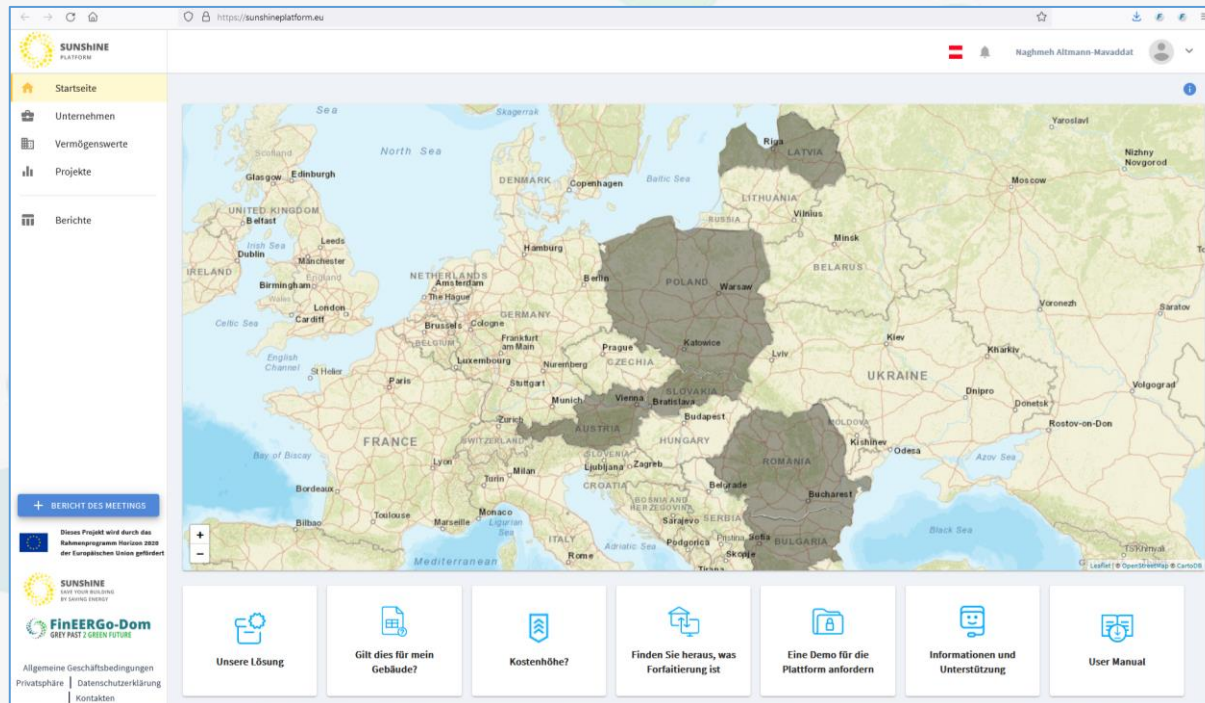 https://sunshineplatform.eu
SUNShINE
PLATFORM
Naghmeh Altmann-Mavaddat
Startseite
Unternehmen
Vermögenswerte
Projekte
Berichte
+ BERICHT DES MEETINGS
Dieses Projekt wird durch das
Rahmenprogramm Horizon 2020
der Europäischen Union gefördert
SUNShINE
SAVE YOUR BUILDING
BY SAVING ENERGY
FinEERGo-Dom
GREY PAST 2 GREEN FUTURE
Allgemeine Geschäftsbedingungen
Privatsphäre | Datenschutzerklärung
| Kontakten
Sea
Skagerrak
Yaroslavl
Riga
LATVIA
Nizhny
Novgorod
Scotland
North Sea
Glasgow
Edinburgh
DENMARK
Copenhagen
Baltic Sea
Moscow
LITHUANIA
UNITED KINGDOM
Belfast
RUSSIA
Vilnius
Irish Sea
Leeds
Dublin
Manchester
Hamburg
Minsk
IRELAND
England
Birmingham
NETHERLANDS
Amsterdam
Berlin
POLAND
Warsaw
BELARUS
Wales
London
The Hague
Cardiff
GERMANY
Voronezh
Saratov
Celtic Sea
Brussels
Cologne
BELGIUM
Frankfurt
am Main
Prague
Katowice
Kiev
Kharkiv
English
Channel
St Helier
Luxembourg
Nuremberg
CZECHIA
Lviv
Paris
Stuttgart
SLOVAKIA
UKRAINE
Volgograd
Munich
Vienna
Bratislava
Dnipro
Donetsk
Zurich
Budapest
Rostov-on-Don
FRANCE
SWITZERLAND
AUSTRIA
HUNGARY
MOLDOVA
Kishinev
Bay of Biscay
Lyon
SLOVENIA
Ljubljana
Zagreb
ROMANIA
Odesa
Azov Sea
Milan
Turin
CROATIA
Belgrade
Bordeaux
BOSNIA AND
HERZEGOVINA
Bucharest
Monaco
Sarajevo
SERBIA
Bilbao
Toulouse
Marseille
Ligurian
Sea
ITALY
Podgorica
Pristina
Sofia
BULGARIA
Black Sea
Adriatic Sea
Skopje
Mediterranean
Rome
Tirana
TSkhinvali
+
−
Leaflet | © OpenStreetMap © CartoDB
Unsere Lösung
Gilt dies für mein
Gebäude?
Kostenhöhe?
Finden Sie heraus, was
Forfaitierung ist
Eine Demo für die
Plattform anfordern
Informationen und
Unterstützung
User Manual